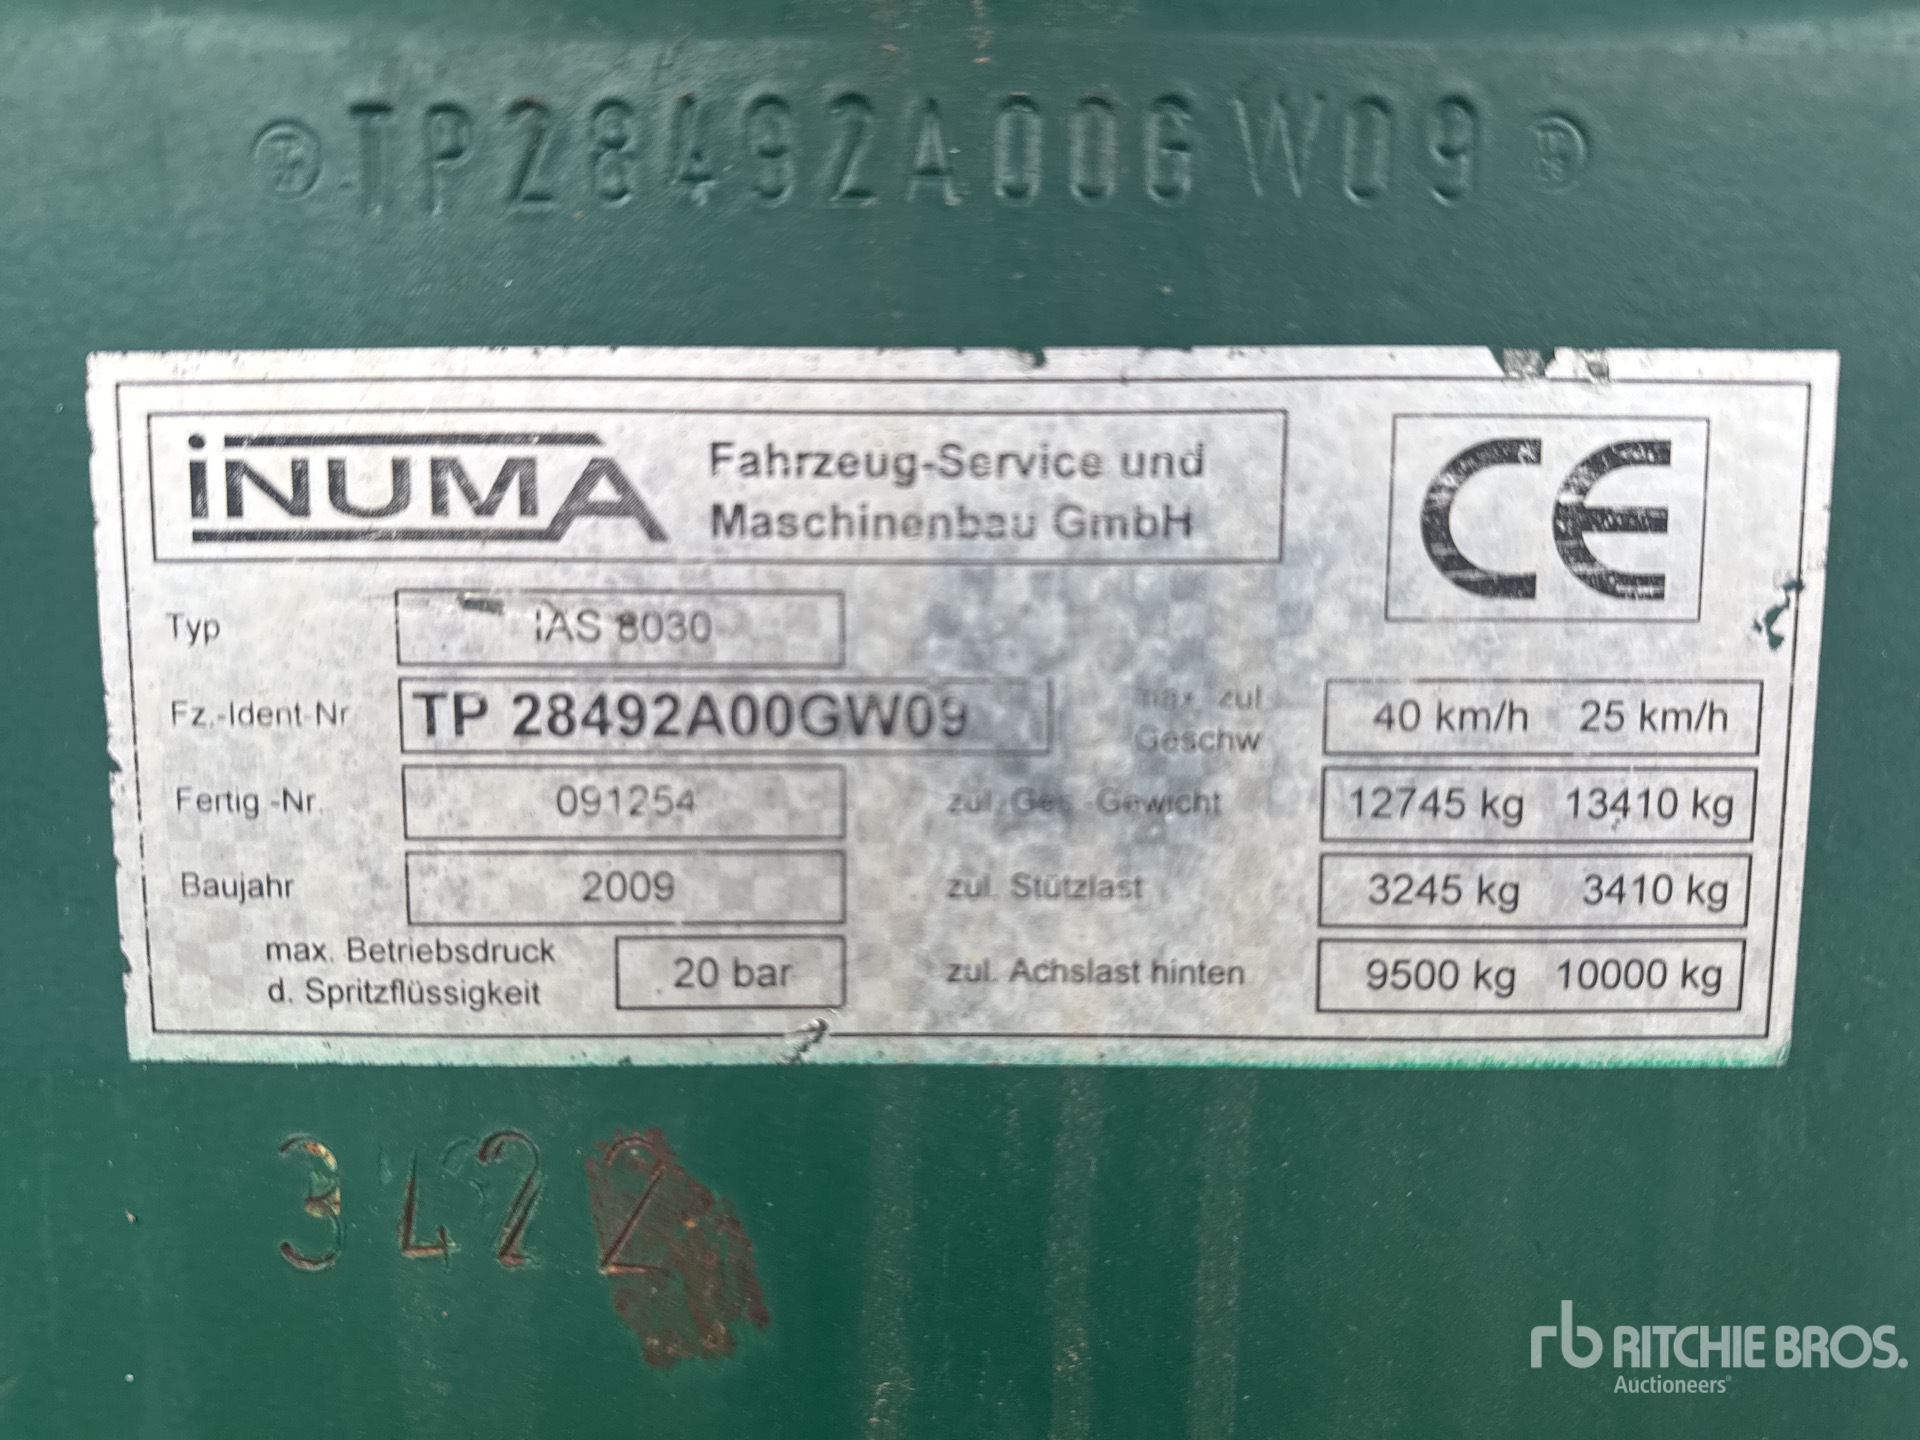 TP28492A00GW09
iNUMA
Fahrzeug-Service und
Maschinenbau GmbH
CE
Typ IAS 8030
Fz.-Ident-Nr TP 28492A00GW09
max. zul. Geschw 40 km/h 25 km/h
Fertig.-Nr. 091254
zul. Ges.-Gewicht 12745 kg 13410 kg
Baujahr 2009
zul. Stützlast 3245 kg 3410 kg
max. Betriebsdruck
d. Spritzflüssigkeit 20 bar
zul. Achslast hinten 9500 kg 10000 kg
3422
rb RITCHIE BROS.
Auctioneers